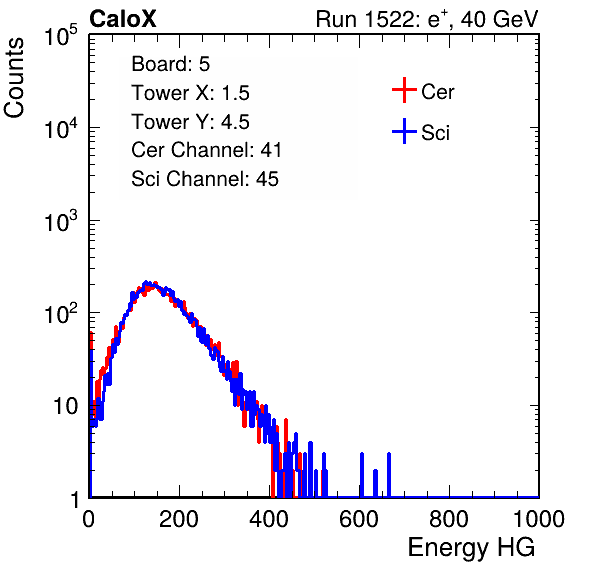 CaloX Run 1522: e⁺, 40 GeV
Counts
10⁵
10⁴
10³
10²
10
1
Board: 5
Tower X: 1.5
Tower Y: 4.5
Cer Channel: 41
Sci Channel: 45
Cer
Sci
0 200 400 600 800 1000
Energy HG